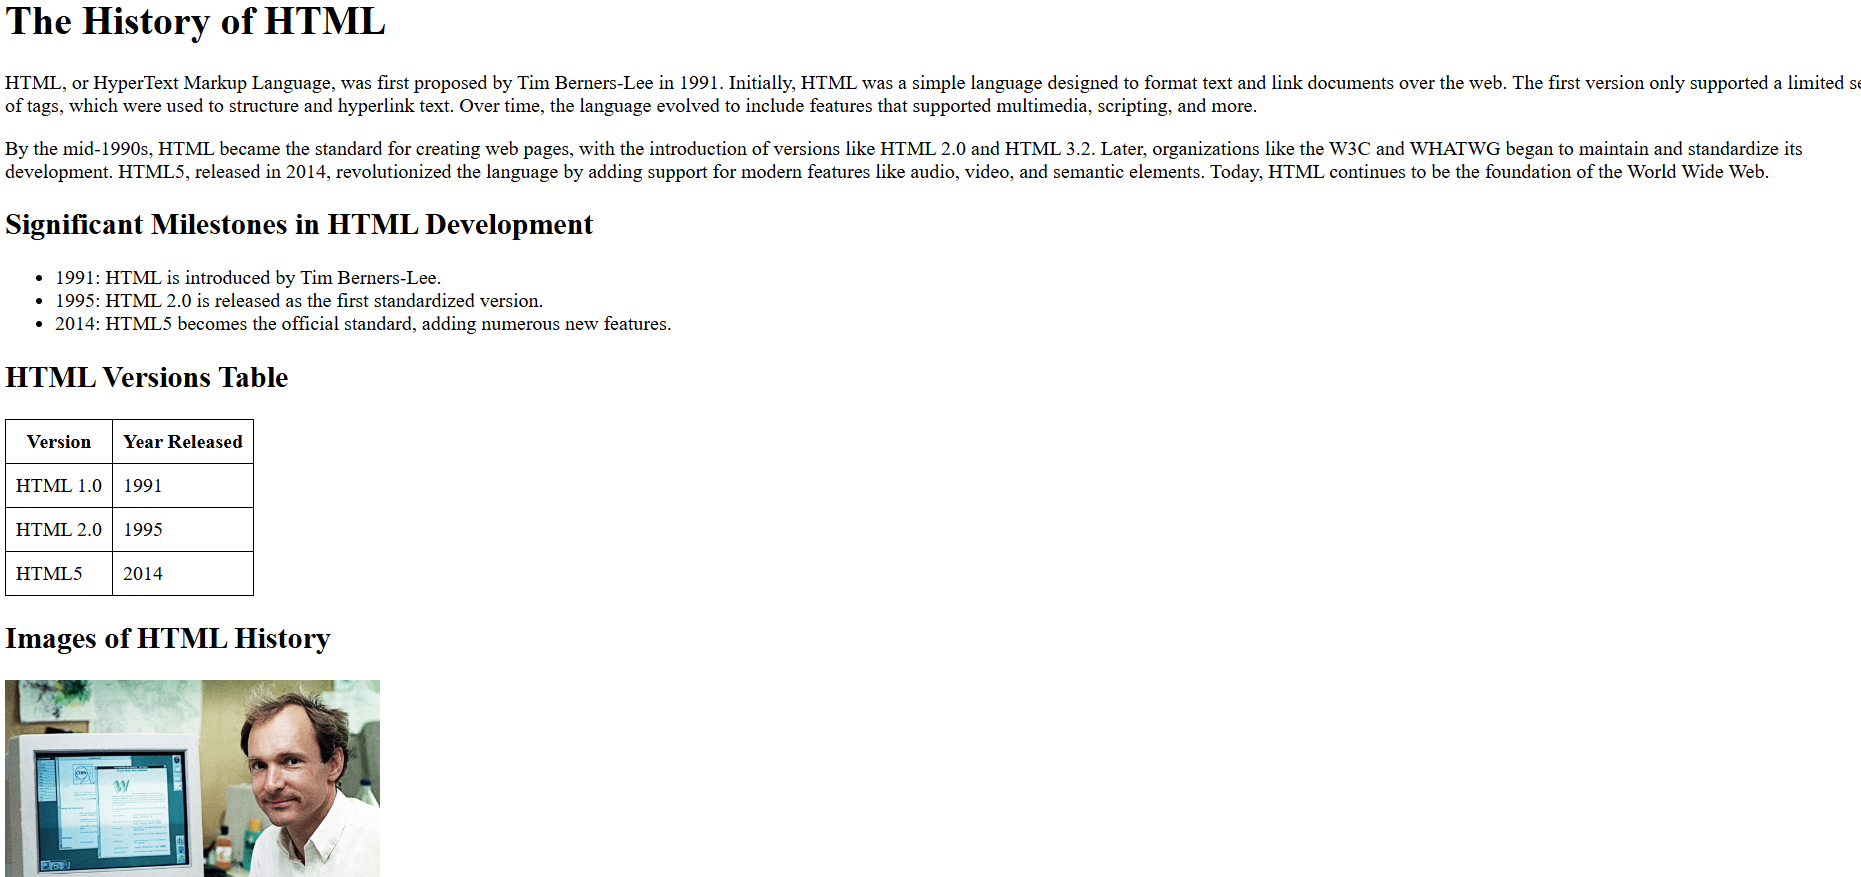 The History of HTML
HTML, or HyperText Markup Language, was first proposed by Tim Berners-Lee in 1991. Initially, HTML was a simple language designed to format text and link documents over the web. The first version only supported a limited se
of tags, which were used to structure and hyperlink text. Over time, the language evolved to include features that supported multimedia, scripting, and more.
By the mid-1990s, HTML became the standard for creating web pages, with the introduction of versions like HTML 2.0 and HTML 3.2. Later, organizations like the W3C and WHATWG began to maintain and standardize its
development. HTML5, released in 2014, revolutionized the language by adding support for modern features like audio, video, and semantic elements. Today, HTML continues to be the foundation of the World Wide Web.
Significant Milestones in HTML Development
• 1991: HTML is introduced by Tim Berners-Lee.
• 1995: HTML 2.0 is released as the first standardized version.
• 2014: HTML5 becomes the official standard, adding numerous new features.
HTML Versions Table
Version Year Released
HTML 1.0 1991
HTML 2.0 1995
HTML5 2014
Images of HTML History